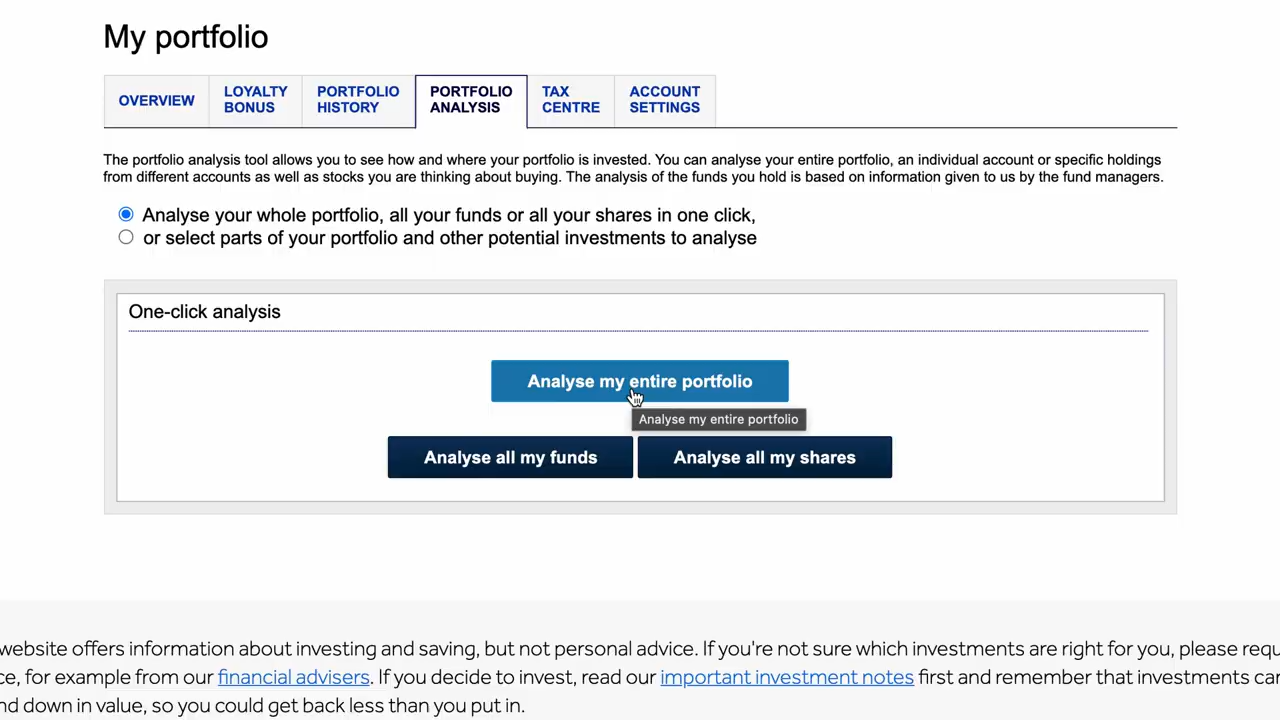 My portfolio
OVERVIEW
LOYALTY BONUS
PORTFOLIO HISTORY
PORTFOLIO ANALYSIS
TAX CENTRE
ACCOUNT SETTINGS
The portfolio analysis tool allows you to see how and where your portfolio is invested. You can analyse your entire portfolio, an individual account or specific holdings
from different accounts as well as stocks you are thinking about buying. The analysis of the funds you hold is based on information given to us by the fund managers.
Analyse your whole portfolio, all your funds or all your shares in one click,
or select parts of your portfolio and other potential investments to analyse
One-click analysis
Analyse my entire portfolio
Analyse my entire portfolio
Analyse all my funds
Analyse all my shares
website offers information about investing and saving, but not personal advice. If you're not sure which investments are right for you, please requ
ce, for example from our financial advisers. If you decide to invest, read our important investment notes first and remember that investments can
nd down in value, so you could get back less than you put in.